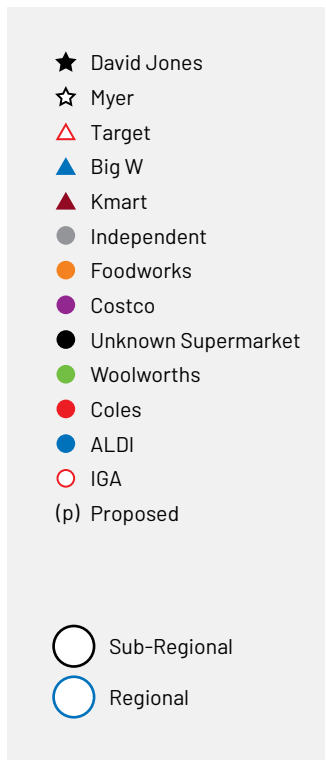 David Jones
Myer
Target
Big W
Kmart
Independent
Foodworks
Costco
Unknown Supermarket
Woolworths
Coles
ALDI
IGA
(p) Proposed
Sub-Regional
Regional